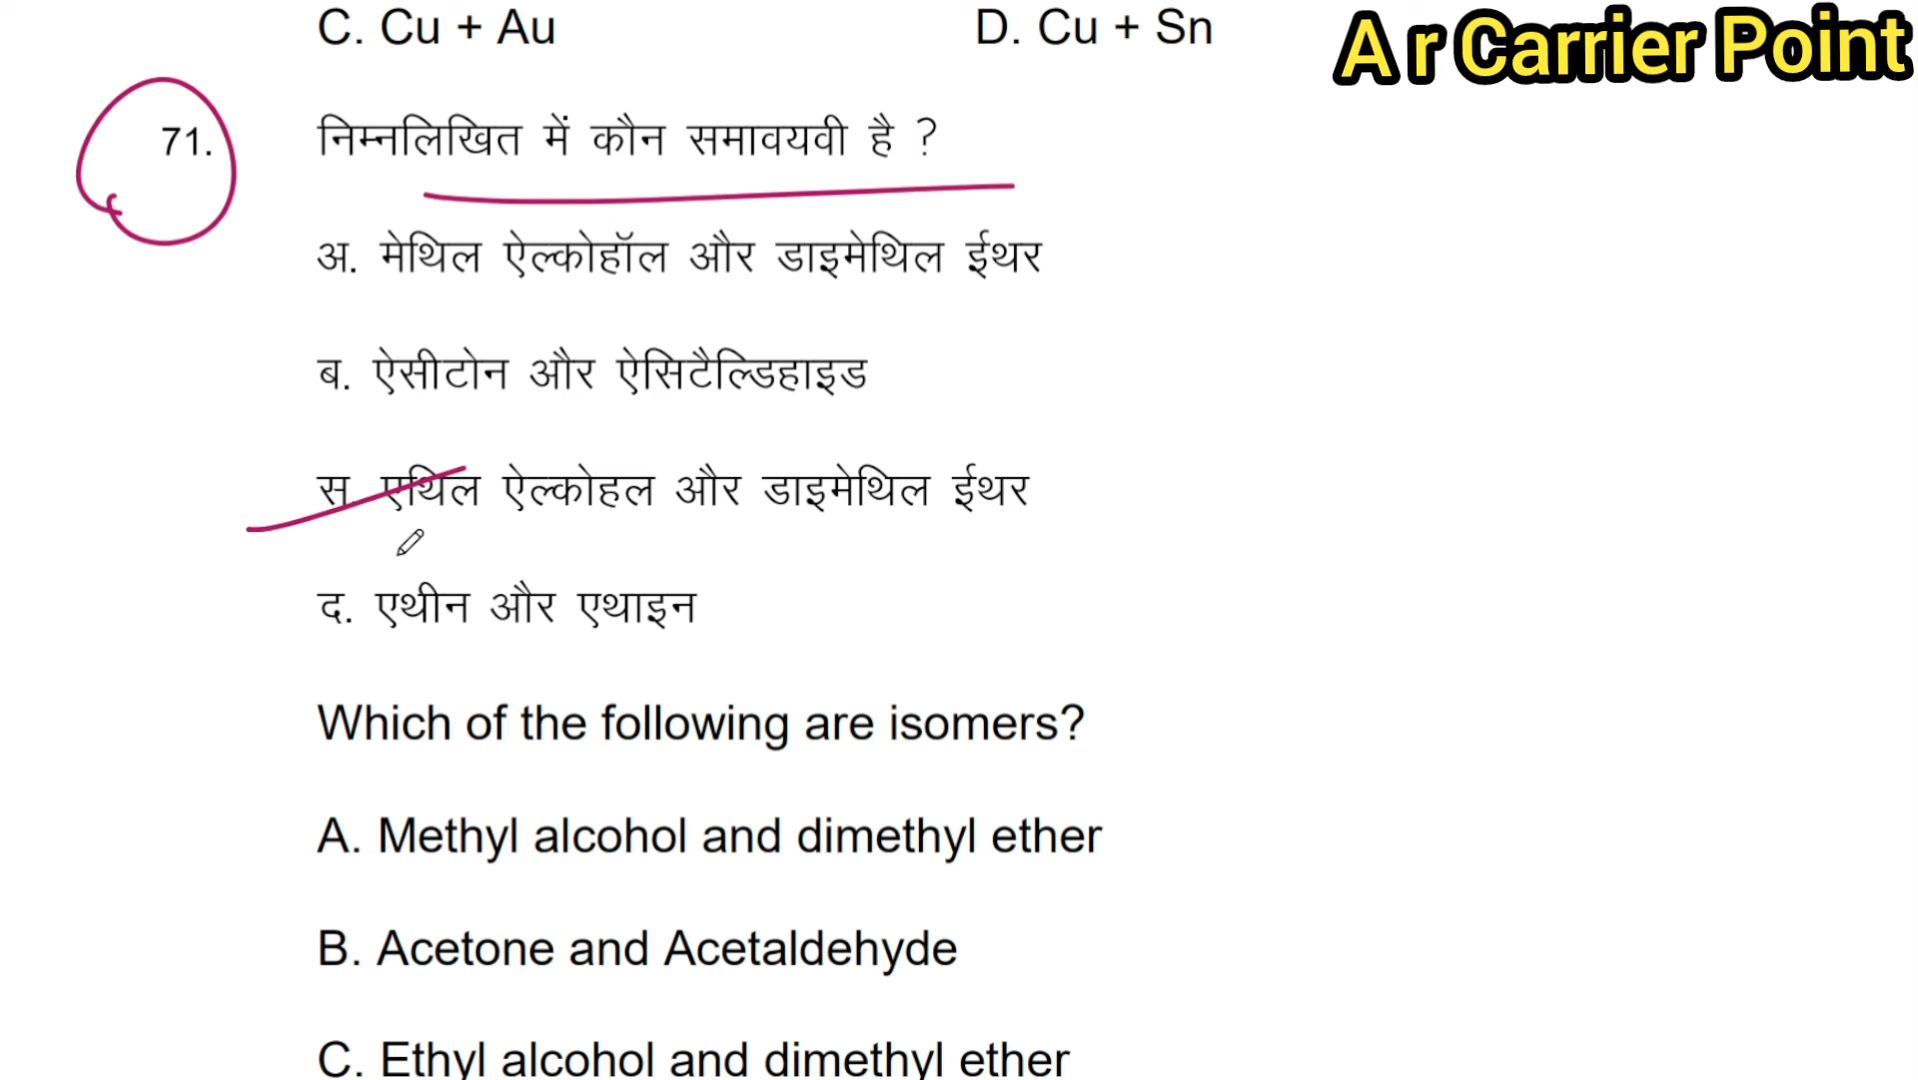 C. Cu + Au D. Cu + Sn
A r Carrier Point
71. निम्नलिखित में कौन समावयवी है ?
अ. मेथिल ऐल्कोहॉल और डाइमेथिल ईथर
ब. ऐसीटोन और ऐसिटैल्डिहाइड
स. एथिल ऐल्कोहल और डाइमेथिल ईथर
द. एथीन और एथाइन
Which of the following are isomers?
A. Methyl alcohol and dimethyl ether
B. Acetone and Acetaldehyde
C. Ethyl alcohol and dimethyl ether